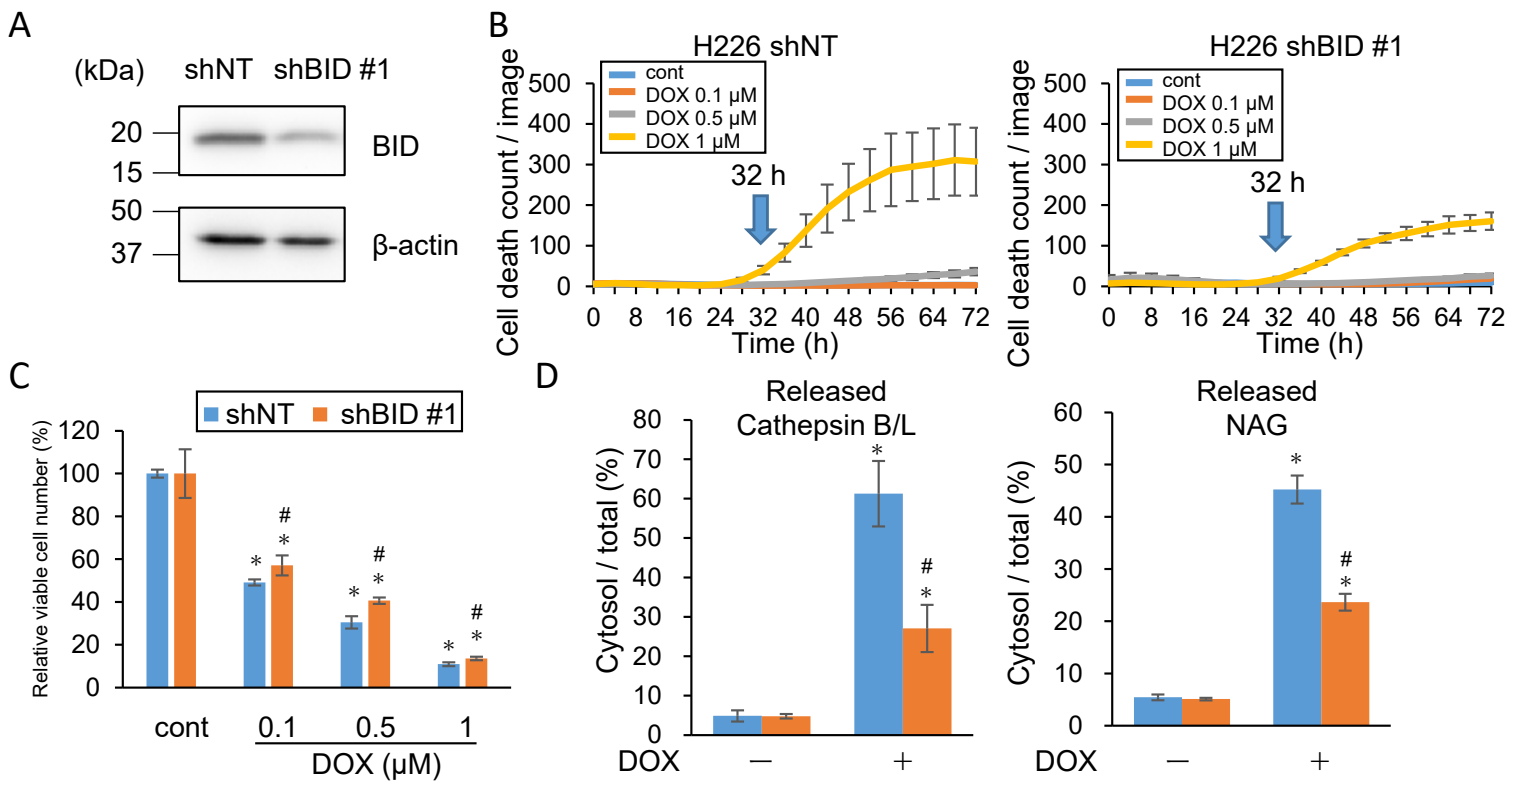 A
(kDa) shNT shBID #1
20
15
BID
50
37
β-actin
B
H226 shNT
Cell death count / image
500
400
300
200
100
0
cont
DOX 0.1 μM
DOX 0.5 μM
DOX 1 μM
32 h
0 8 16 24 32 40 48 56 64 72
Time (h)
H226 shBID #1
Cell death count / image
500
400
300
200
100
0
cont
DOX 0.1 μM
DOX 0.5 μM
DOX 1 μM
32 h
0 8 16 24 32 40 48 56 64 72
Time (h)
C
shNT shBID #1
Relative viable cell number (%)
120
100
80
60
40
20
0
* # *
* # *
* # *
cont 0.1 0.5 1
DOX (μM)
D
Released
Cathepsin B/L
Cytosol / total (%)
80
70
60
50
40
30
20
10
0
*
#
*
DOX − +
Released
NAG
Cytosol / total (%)
60
50
40
30
20
10
0
*
#
*
DOX − +